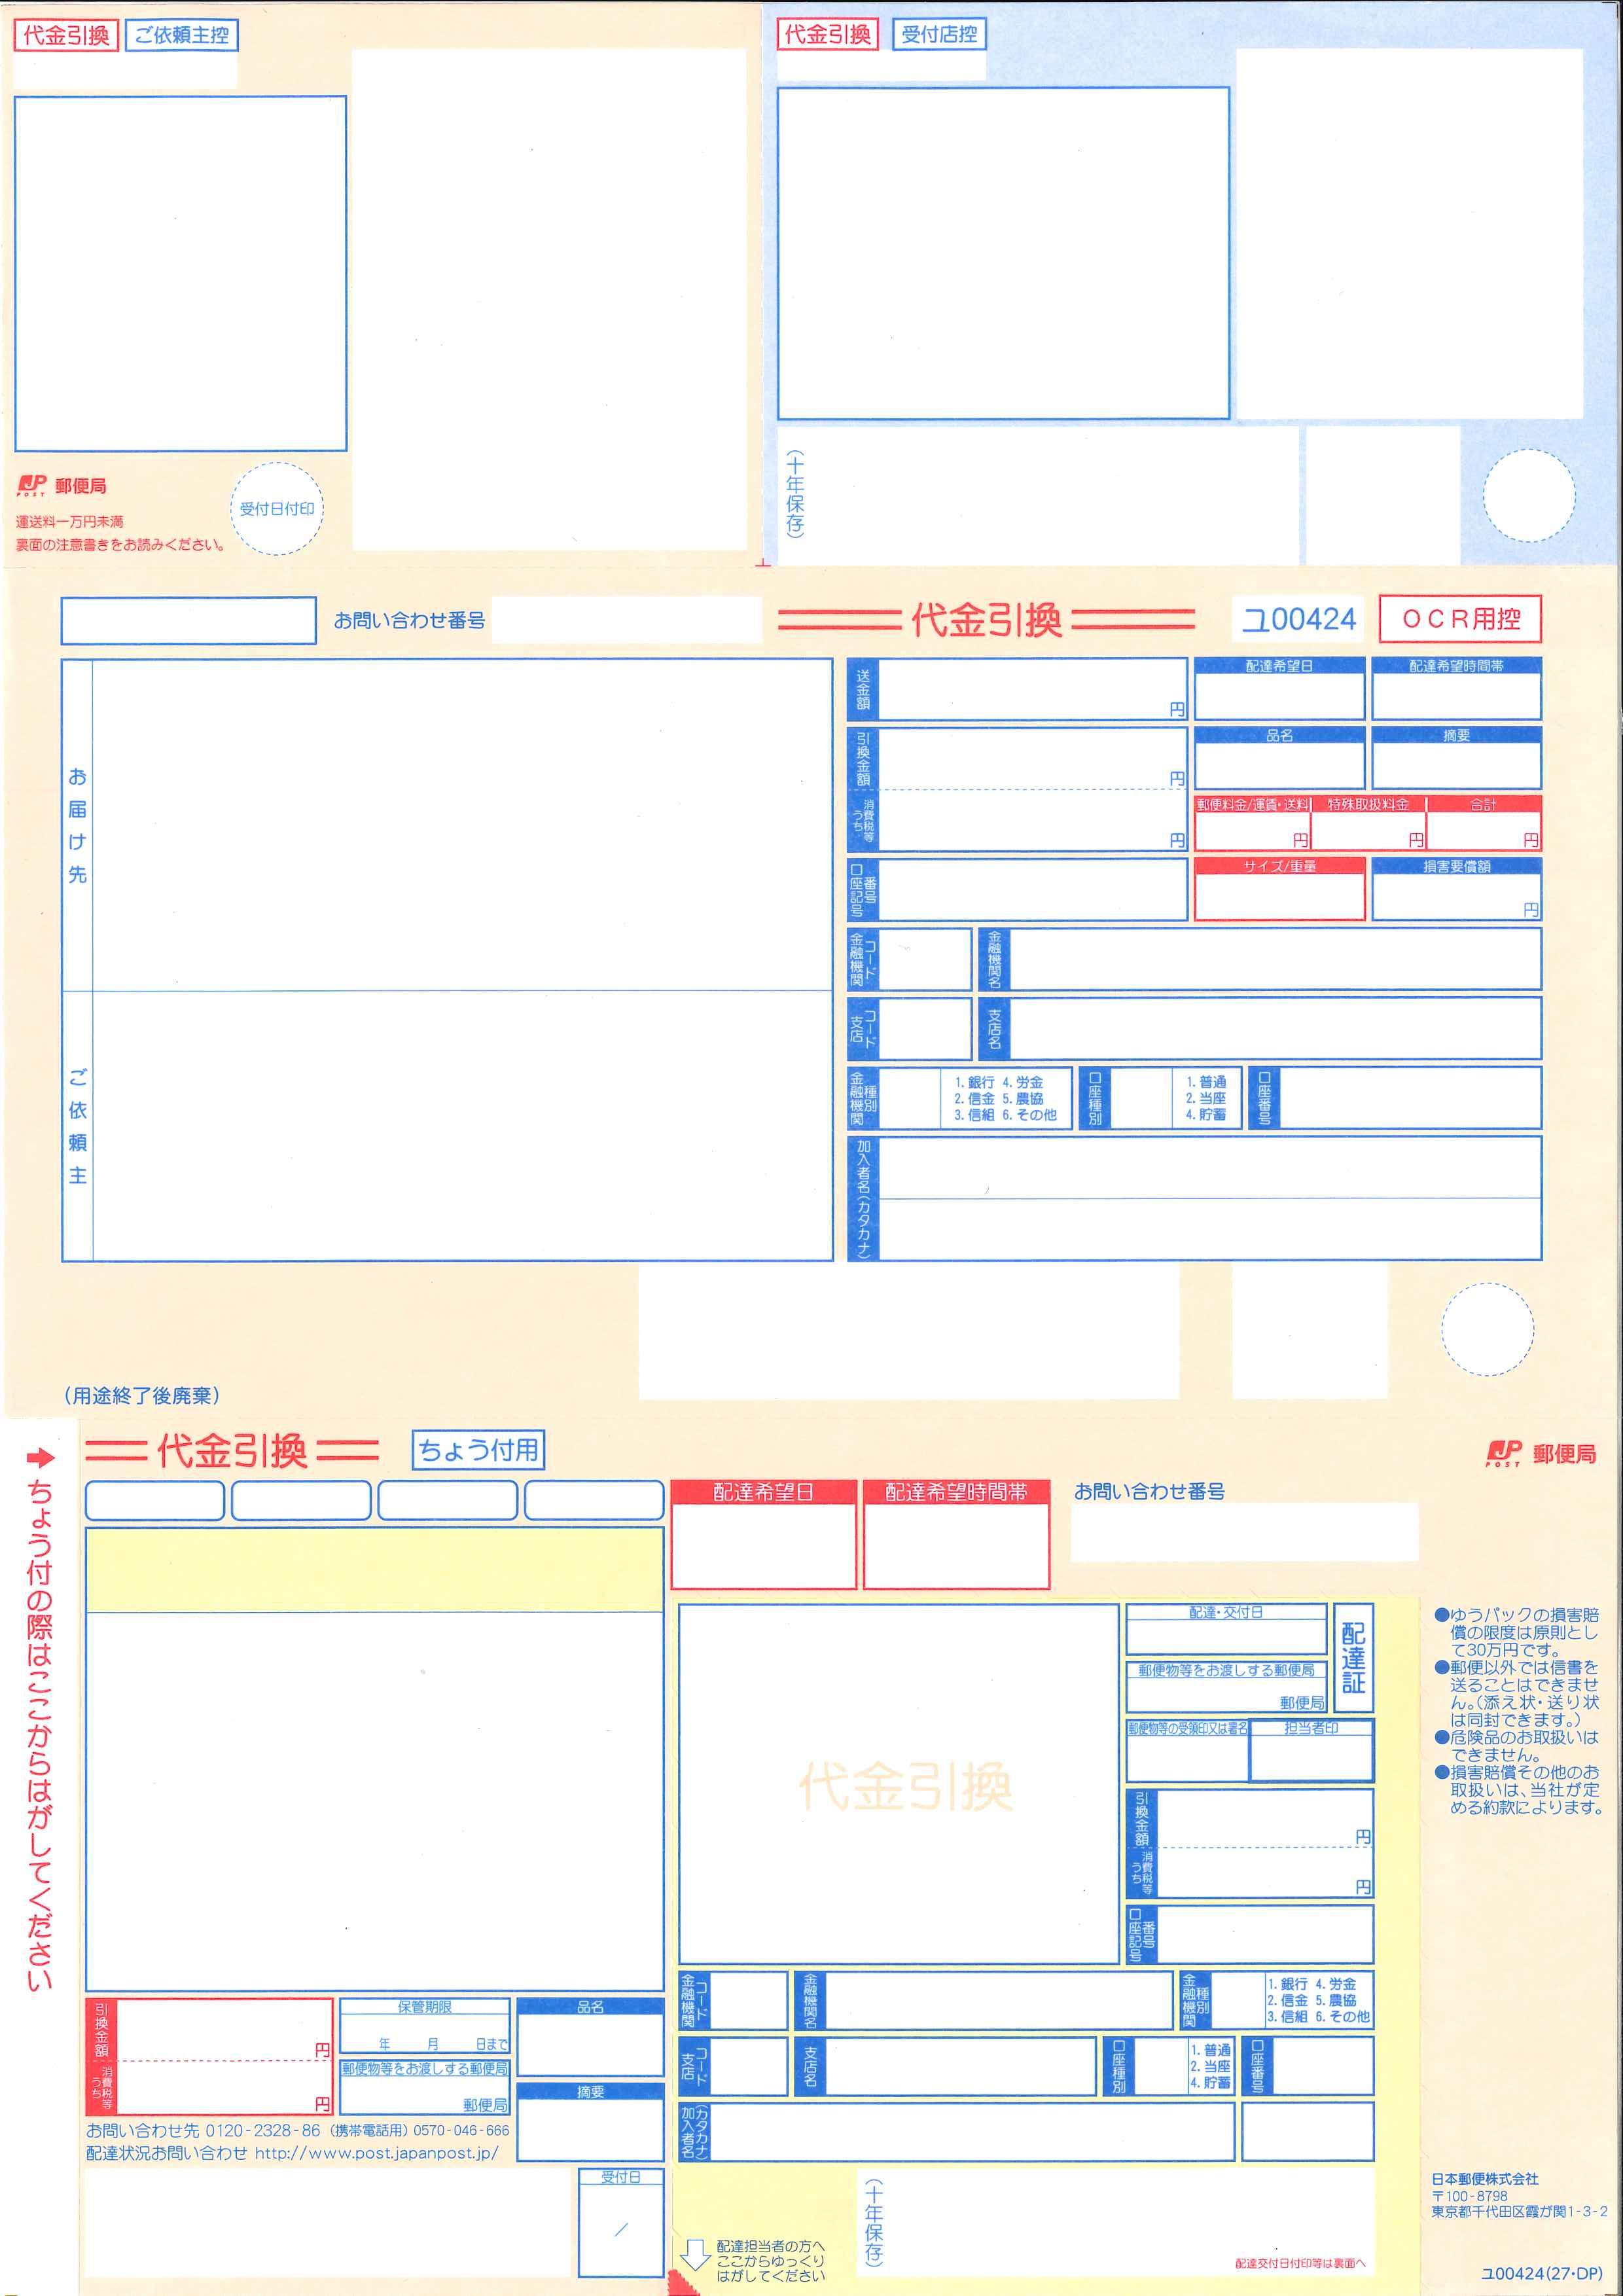 代金引換 ご依頼主控
JP POST 郵便局
運送料一万円未満
裏面の注意書きをお読みください。
受付日付印
代金引換 受付店控
(十年保存)
お問い合わせ番号
代金引換
ユ00424
OCR用控
お届け先
ご依頼主
送金額
円
配達希望日
配達希望時間帯
引換金額
円
うち消費税等
円
品名
摘要
郵便料金/運賃・送料
特殊取扱料金
合計
円
円
円
口座記号番号
サイズ/重量
損害要償額
円
金融機関コード
金融機関名
支店コード
支店名
金融機関種別
1. 銀行 4. 労金
2. 信金 5. 農協
3. 信組 6. その他
口座種別
1. 普通
2. 当座
4. 貯蓄
口座番号
加入者名(カタカナ)
(用途終了後廃棄)
➡ちょう付の際はここからはがしてください
代金引換
ちょう付用
JP POST 郵便局
配達希望日
配達希望時間帯
お問い合わせ番号
代金引換
配達・交付日
配達証
郵便物等をお渡しする郵便局
郵便局
郵便物等の受領印又は署名
担当者印
引換金額
円
うち消費税等
円
口座記号番号
●ゆうパックの損害賠
償の限度は原則とし
て30万円です。
●郵便以外では信書を
送ることはできませ
ん。(添え状・送り状
は同封できます。)
●危険品のお取扱いは
できません。
●損害賠償その他のお
取扱いは、当社が定
める約款によります。
金融機関コード
金融機関名
金融機関種別
1. 銀行 4. 労金
2. 信金 5. 農協
3. 信組 6. その他
支店コード
支店名
口座種別
1. 普通
2. 当座
4. 貯蓄
口座番号
加入者名(カタカナ)
引換金額
円
うち消費税等
円
保管期限
年 月 日まで
郵便物等をお渡しする郵便局
郵便局
品名
摘要
お問い合わせ先 0120-2328-86 (携帯電話用) 0570-046-666
配達状況お問い合わせ http://www.post.japanpost.jp/
受付日
/
配達担当者の方へ
ここからゆっくり
はがしてください
(十年保存)
配達交付日付印等は裏面へ
日本郵便株式会社
〒100-8798
東京都千代田区霞が関1-3-2
ユ00424(27・DP)